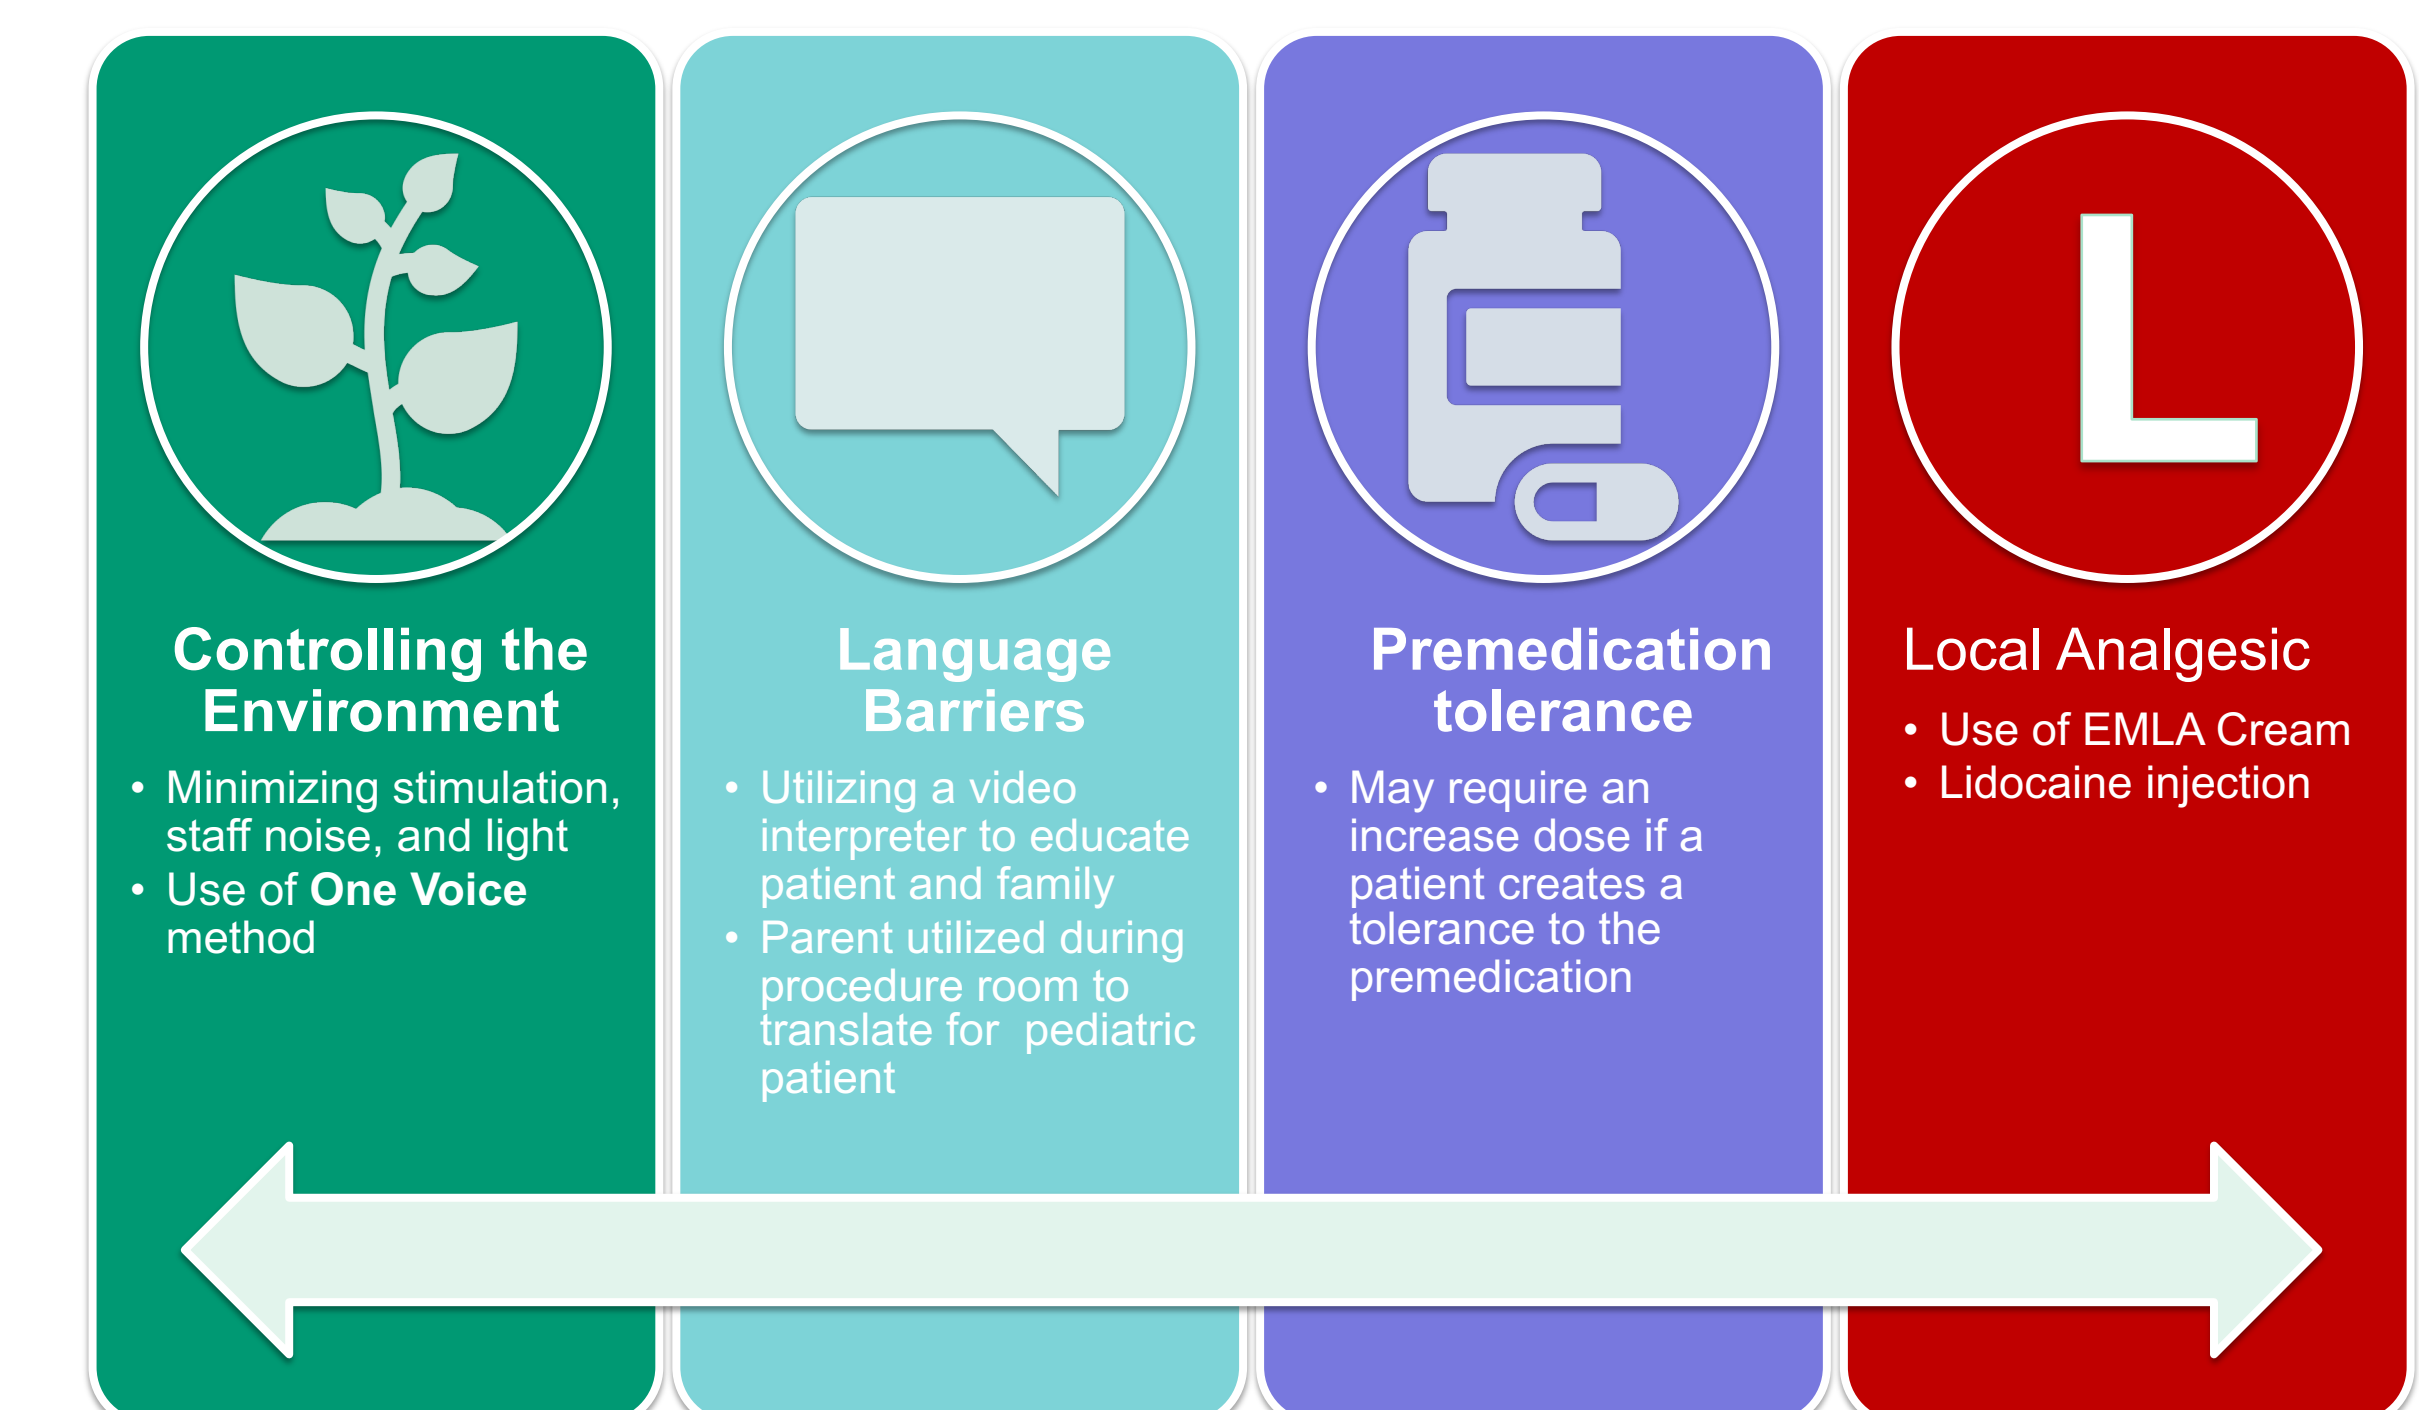 Controlling the
Environment
• Minimizing stimulation,
staff noise, and light
• Use of One Voice
method
Language
Barriers
• Utilizing a video
interpreter to educate
patient and family
• Parent utilized during
procedure room to
translate for  pediatric
patient
Premedication
tolerance
• May require an
increase dose if a
patient creates a
tolerance to the
premedication
L
Local Analgesic
• Use of EMLA Cream
• Lidocaine injection